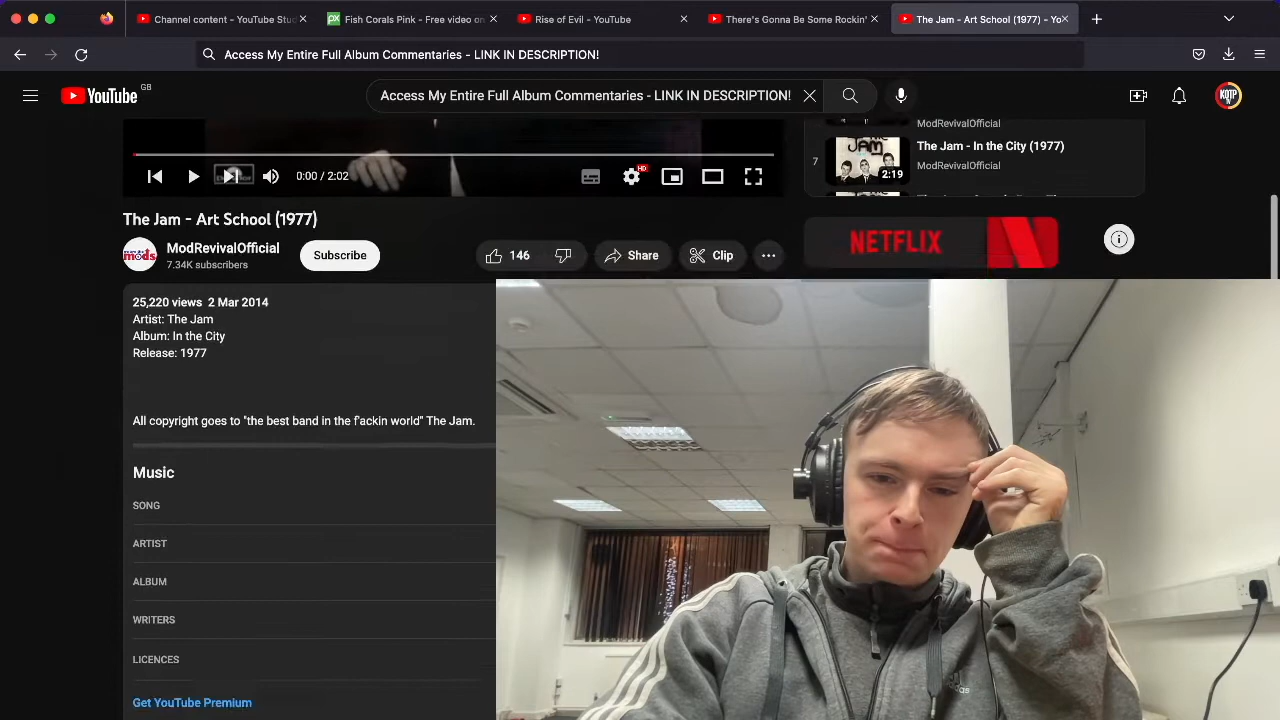 Channel content - YouTube Stu
Fish Corals Pink - Free video on
Rise of Evil - YouTube
There's Gonna Be Some Rockin'
The Jam - Art School (1977) - Yo
Access My Entire Full Album Commentaries - LINK IN DESCRIPTION!
YouTube GB
Access My Entire Full Album Commentaries - LINK IN DESCRIPTION!
ModRevivalOfficial
7
The Jam - In the City (1977)
ModRevivalOfficial
2:19
0:00 / 2:02
HD
The Jam - Art School (1977)
ModRevivalOfficial
7.34K subscribers
Subscribe
146
Share
Clip
NETFLIX
25,220 views 2 Mar 2014
Artist: The Jam
Album: In the City
Release: 1977
All copyright goes to "the best band in the f'ackin world" The Jam.
Music
SONG
ARTIST
ALBUM
WRITERS
LICENCES
Get YouTube Premium
adidas